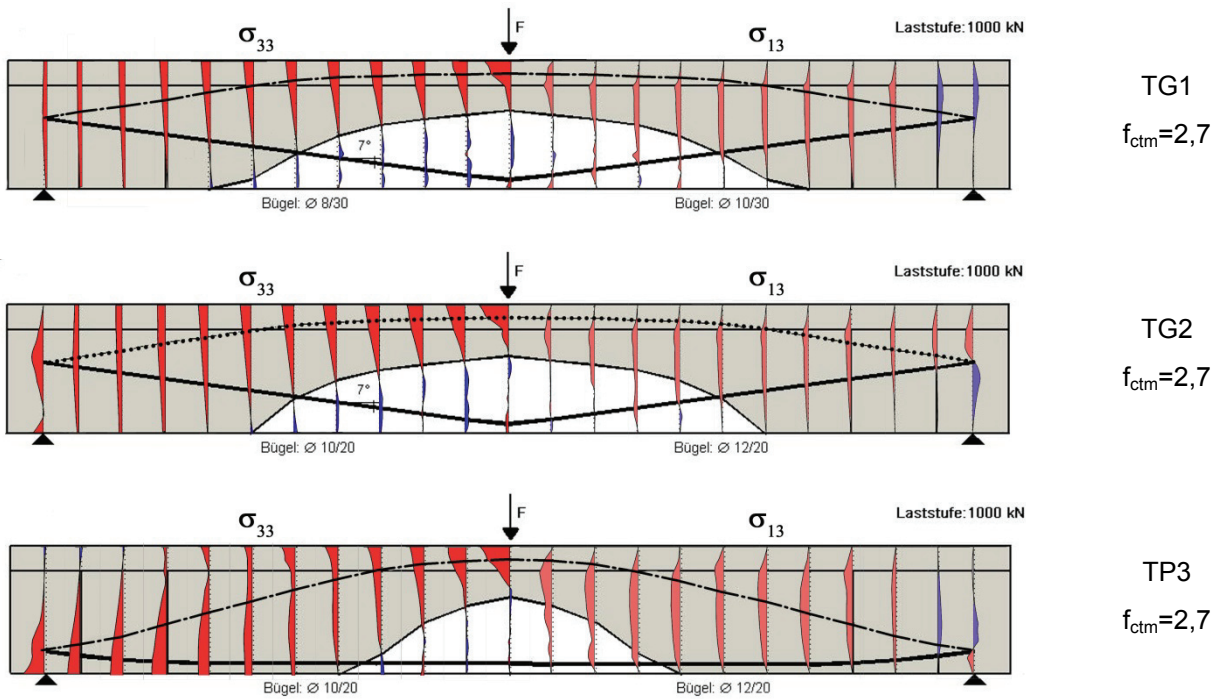 σ33
F
σ13
Laststufe: 1000 kN
TG1
fctm=2,7
7°
Bügel: Ø 8/30
Bügel: Ø 10/30
σ33
F
σ13
Laststufe: 1000 kN
TG2
fctm=2,7
7°
Bügel: Ø 10/20
Bügel: Ø 12/20
σ33
F
σ13
Laststufe: 1000 kN
TP3
fctm=2,7
Bügel: Ø 10/20
Bügel: Ø 12/20